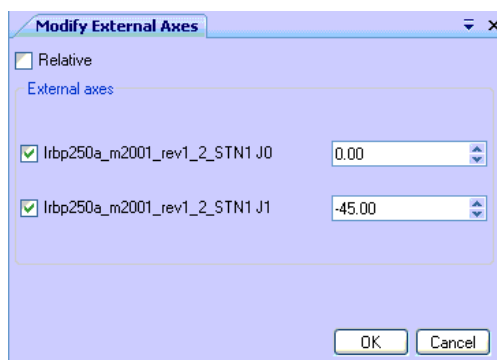 Modify External Axes
Relative
External axes
Irbp250a_m2001_rev1_2_STN1 J0 0.00
Irbp250a_m2001_rev1_2_STN1 J1 -45.00
OK Cancel